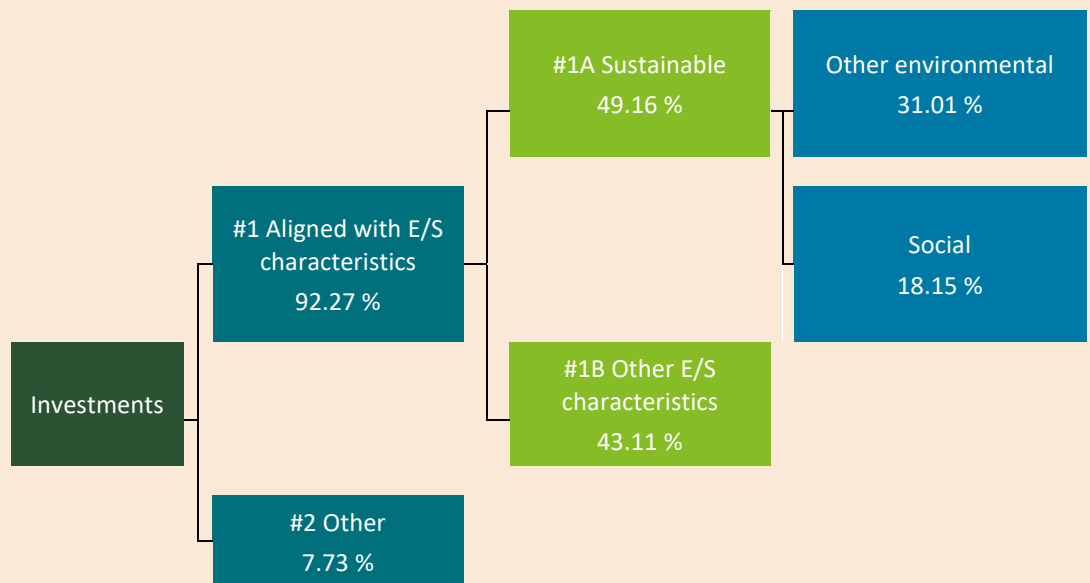 #1A Sustainable
49.16 %
Other environmental
31.01 %
#1 Aligned with E/S
characteristics
92.27 %
Social
18.15 %
Investments
#1B Other E/S
characteristics
43.11 %
#2 Other
7.73 %